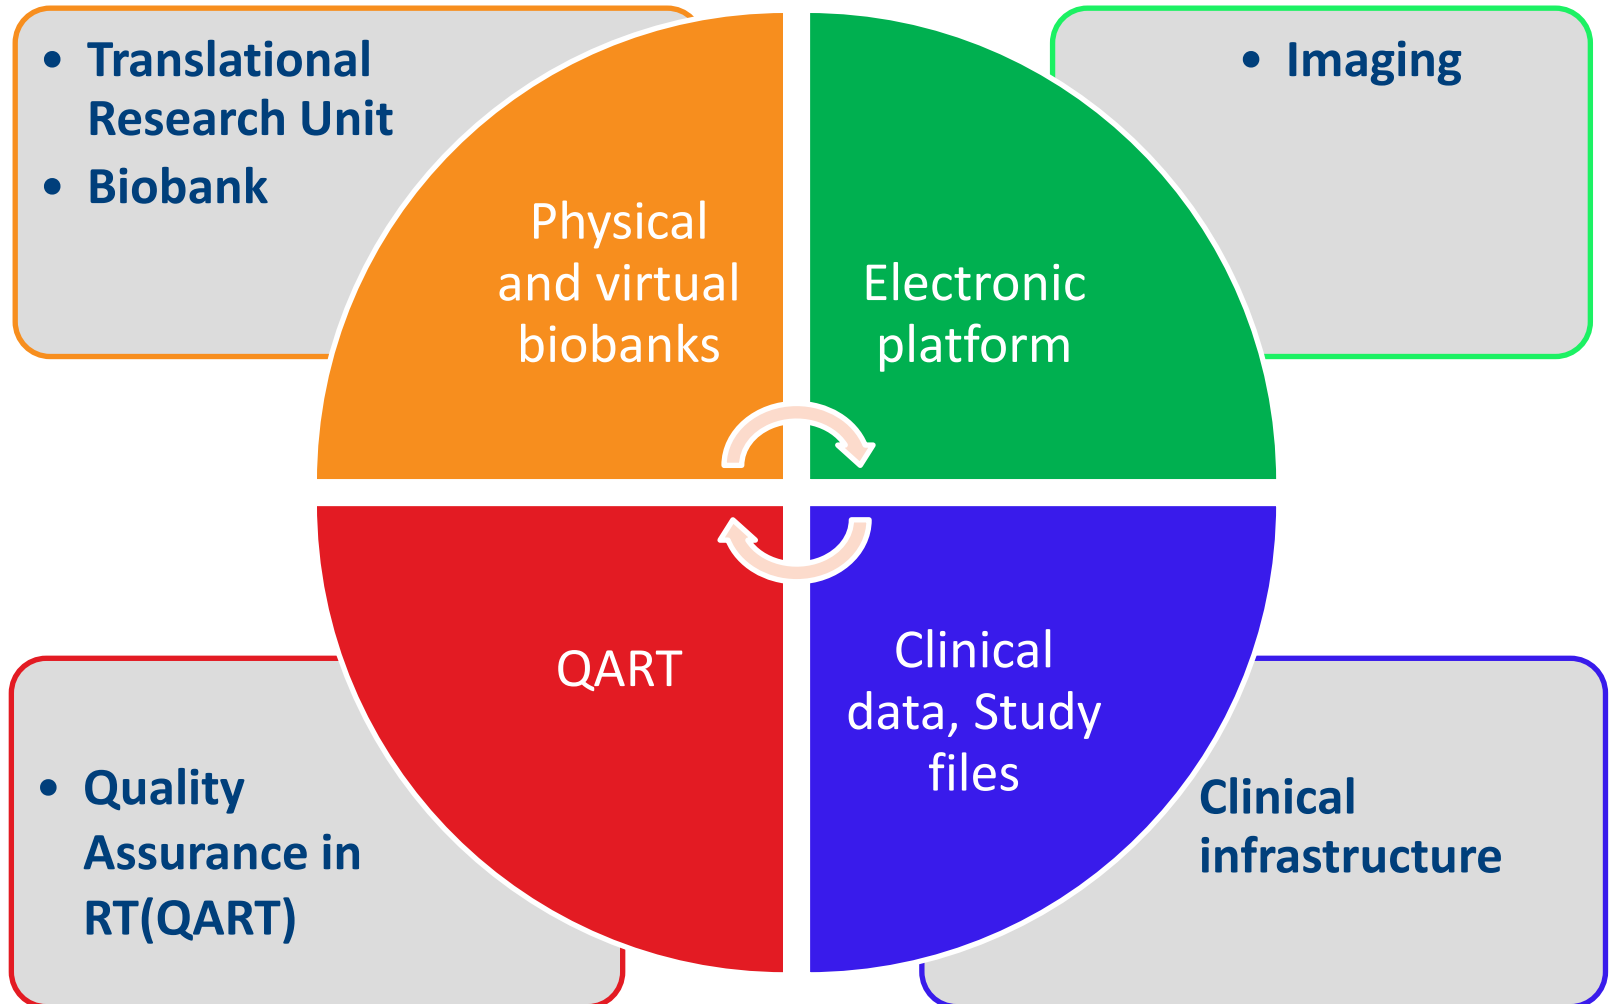 • Translational
Research Unit
• Biobank
Physical
and virtual
biobanks
Electronic
platform
• Imaging
QART
Clinical
data, Study
files
• Quality
Assurance in
RT(QART)
Clinical
infrastructure